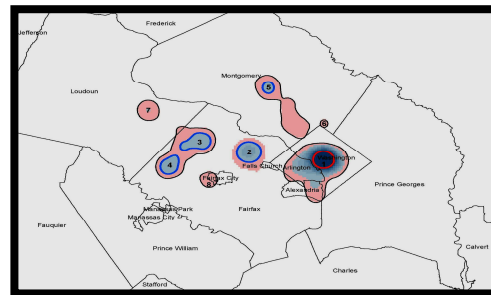 Frederick
Jefferson
Montgomery
Loudoun
5
7
6
3
2
4
Washington
Falls Church
Arlington
Fairfax City
8
Alexandria
Prince Georges
Manassas Park
Manassas City
Fairfax
Fauquier
Prince William
Calvert
Charles
Stafford